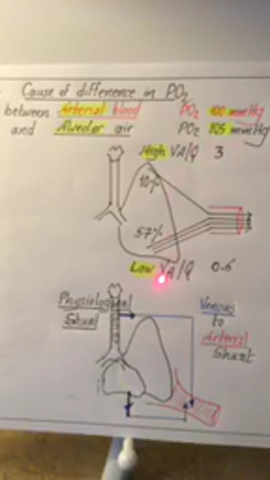 Cause of difference in PO2
between Arterial blood PO2 100 mmHg
and Alveolar air PO2 105 mmHg
High VA/Q 3
10%
57%
Low VA/Q 0.6
Physiological Shunt
Venous to Arterial Shunt